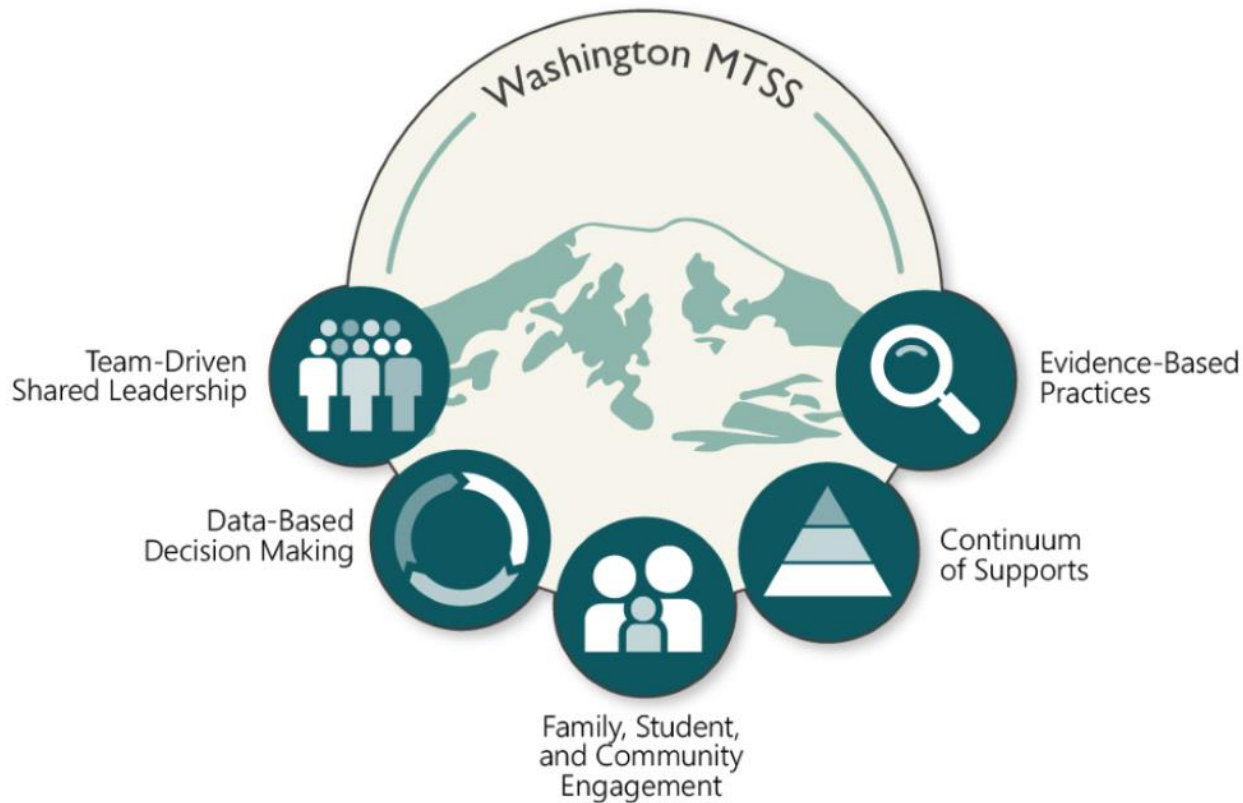 Washington MTSS
Team-Driven
Shared Leadership
Evidence-Based
Practices
Data-Based
Decision Making
Continuum
of Supports
Family, Student,
and Community
Engagement